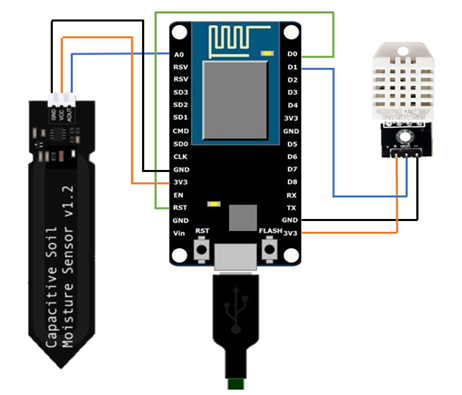 GND
VCC
AOUT
Capacitive Soil
Moisture Sensor v1.2
A0
RSV
RSV
SD3
SD2
SD1
CMD
SD0
CLK
GND
3V3
EN
RST
GND
Vin
D0
D1
D2
D3
D4
3V3
GND
D5
D6
D7
D8
RX
TX
GND
3V3
RST
FLASH